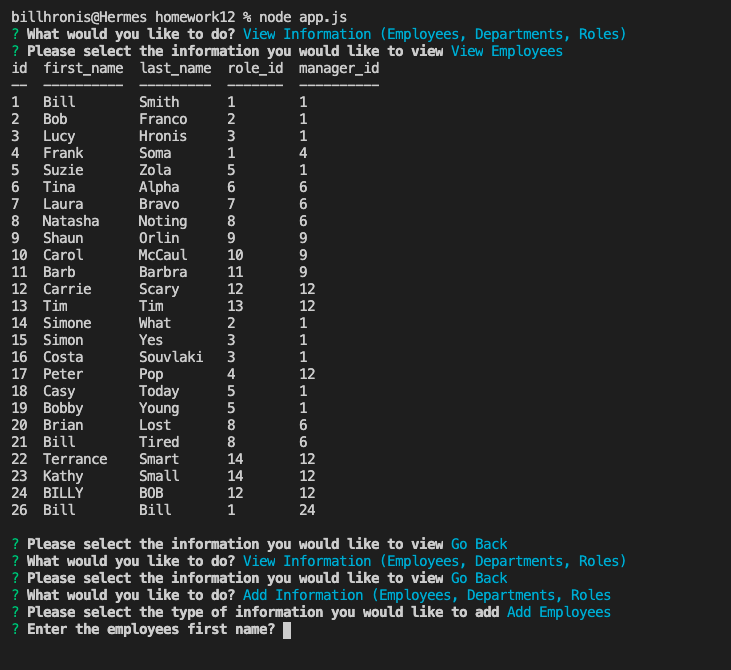 billhronis@Hermes homework12 % node app.js
? What would you like to do? View Information (Employees, Departments, Roles)
? Please select the information you would like to view View Employees
id  first_name  last_name  role_id  manager_id
--  ----------  ---------  -------  ----------
1   Bill        Smith      1        1
2   Bob         Franco     2        1
3   Lucy        Hronis     3        1
4   Frank       Soma       1        4
5   Suzie       Zola       5        1
6   Tina        Alpha      6        6
7   Laura       Bravo      7        6
8   Natasha     Noting     8        6
9   Shaun       Orlin      9        9
10  Carol       McCaul     10       9
11  Barb        Barbra     11       9
12  Carrie      Scary      12       12
13  Tim         Tim        13       12
14  Simone      What       2        1
15  Simon       Yes        3        1
16  Costa       Souvlaki   3        1
17  Peter       Pop        4        12
18  Casy        Today      5        1
19  Bobby       Young      5        1
20  Brian       Lost       8        6
21  Bill        Tired      8        6
22  Terrance    Smart      14       12
23  Kathy       Small      14       12
24  BILLY       BOB        12       12
26  Bill        Bill       1        24
? Please select the information you would like to view Go Back
? What would you like to do? View Information (Employees, Departments, Roles)
? Please select the information you would like to view Go Back
? What would you like to do? Add Information (Employees, Departments, Roles
? Please select the type of information you would like to add Add Employees
? Enter the employees first name?